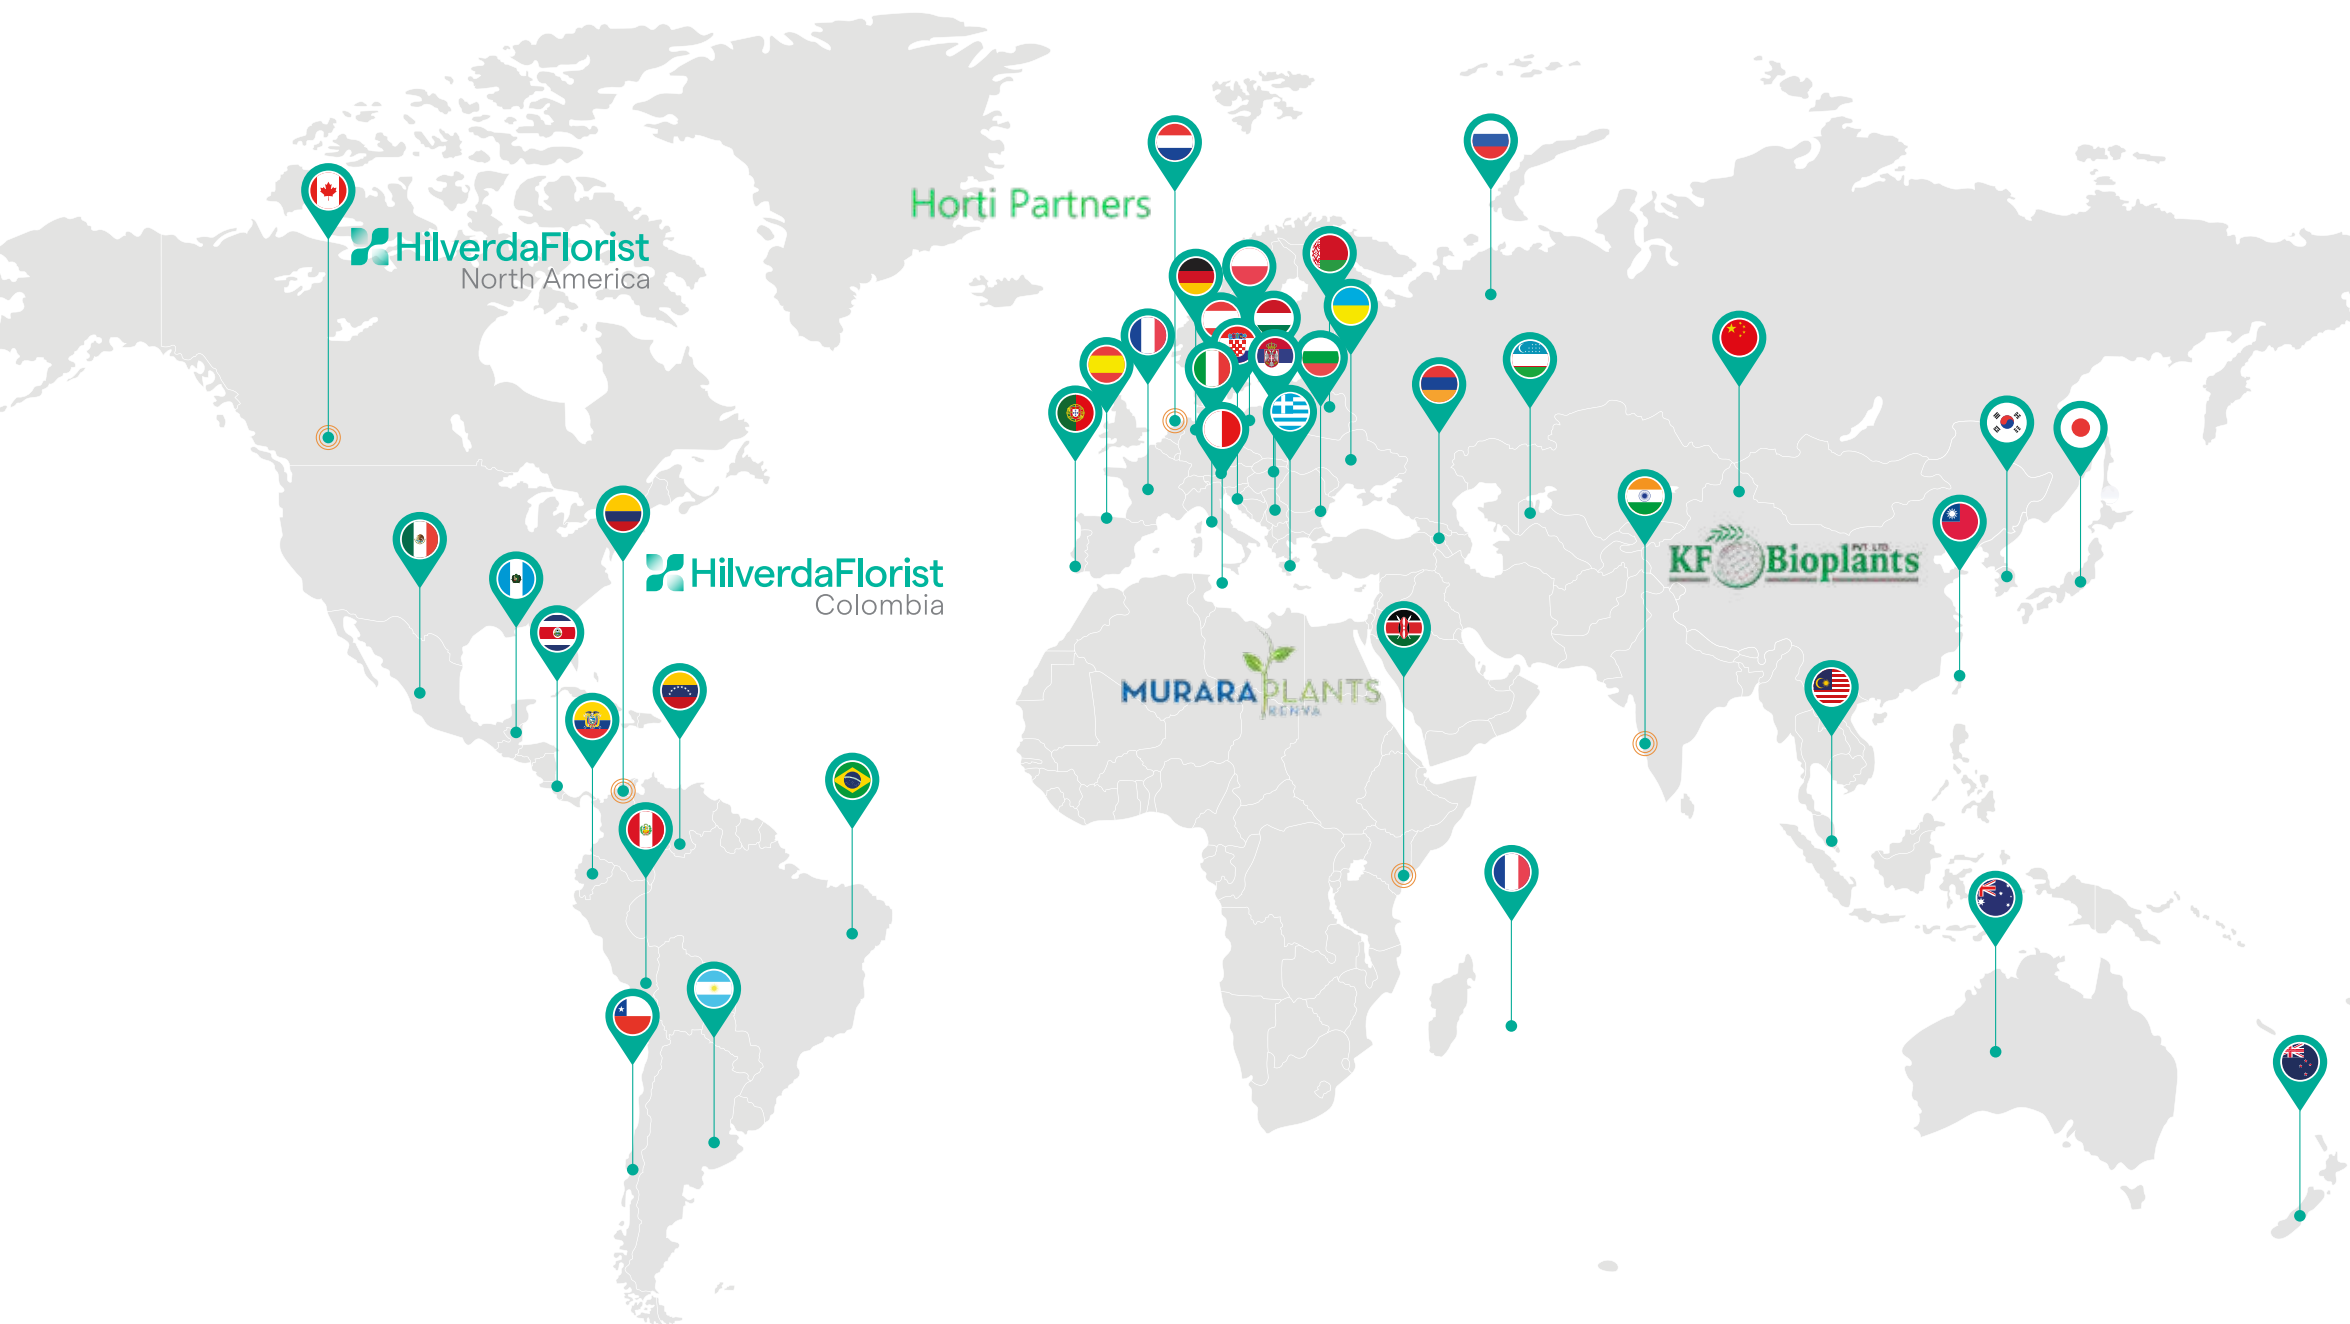 Horti Partners
HilverdaFlorist
North America
HilverdaFlorist
Colombia
KF Bioplants
PVT. LTD.
MURARA PLANTS
KENYA